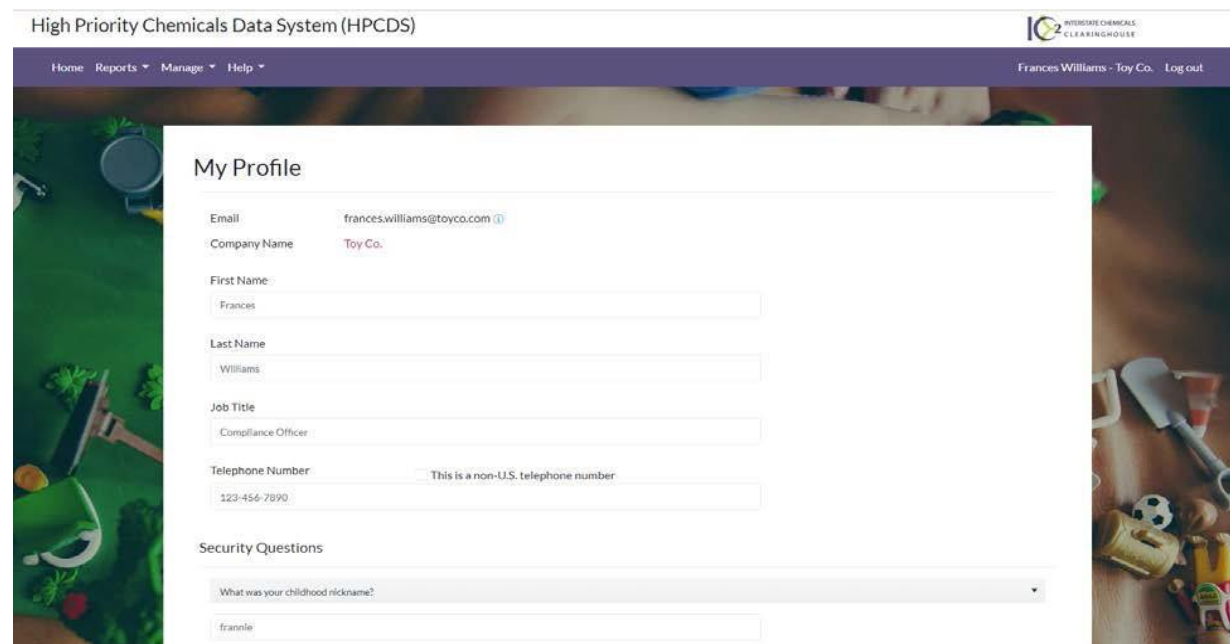 High Priority Chemicals Data System (HPCDS)
IC2 INTERSTATE CHEMICALS
CLEARINGHOUSE
Home Reports Manage Help Frances Williams - Toy Co. Log out
My Profile
Email frances.williams@toyco.com
Company Name Toy Co.
First Name
Frances
Last Name
Williams
Job Title
Compliance Officer
Telephone Number This is a non-U.S. telephone number
123-456-7890
Security Questions
What was your childhood nickname?
frannie